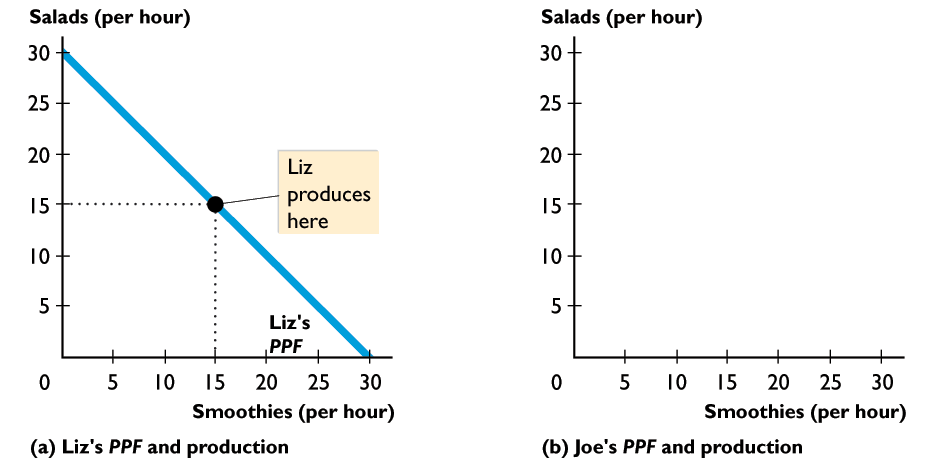 Salads (per hour)
30
25
20
15
10
5
0
5 10 15 20 25 30
Smoothies (per hour)
Liz
produces
here
Liz's
PPF
(a) Liz's PPF and production
Salads (per hour)
30
25
20
15
10
5
0
5 10 15 20 25 30
Smoothies (per hour)
(b) Joe's PPF and production